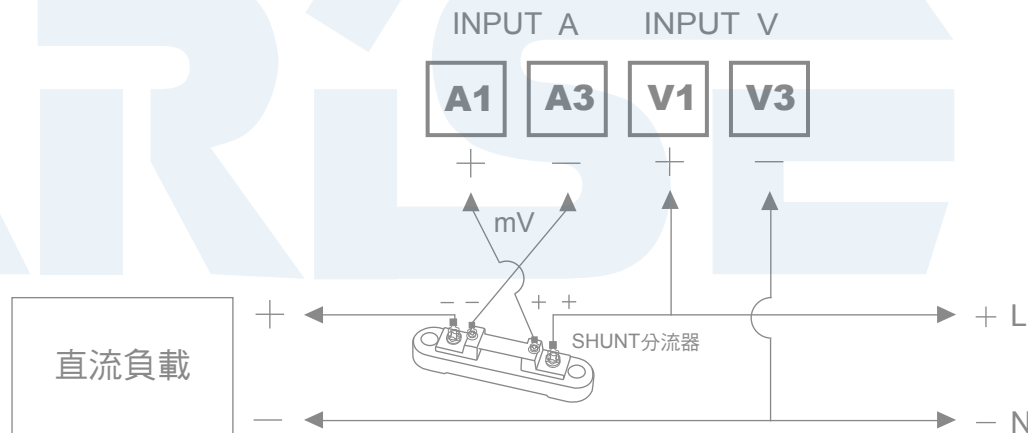 ARiSE
INPUT A INPUT V
A1 A3 V1 V3
+ − + −
mV
− − + +
+ + L
SHUNT分流器
直流負載
− − N